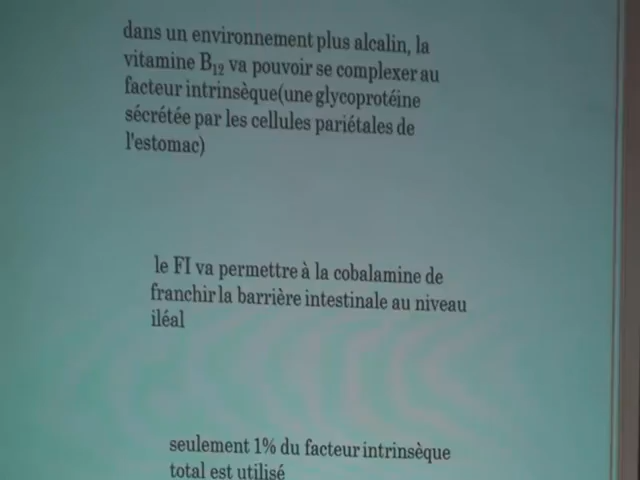 dans un environnement plus alcalin, la
vitamine B₁₂ va pouvoir se complexer au
facteur intrinsèque(une glycoprotéine
sécrétée par les cellules pariétales de
l'estomac)
le FI va permettre à la cobalamine de
franchir la barrière intestinale au niveau
iléal
seulement 1% du facteur intrinsèque
total est utilisé